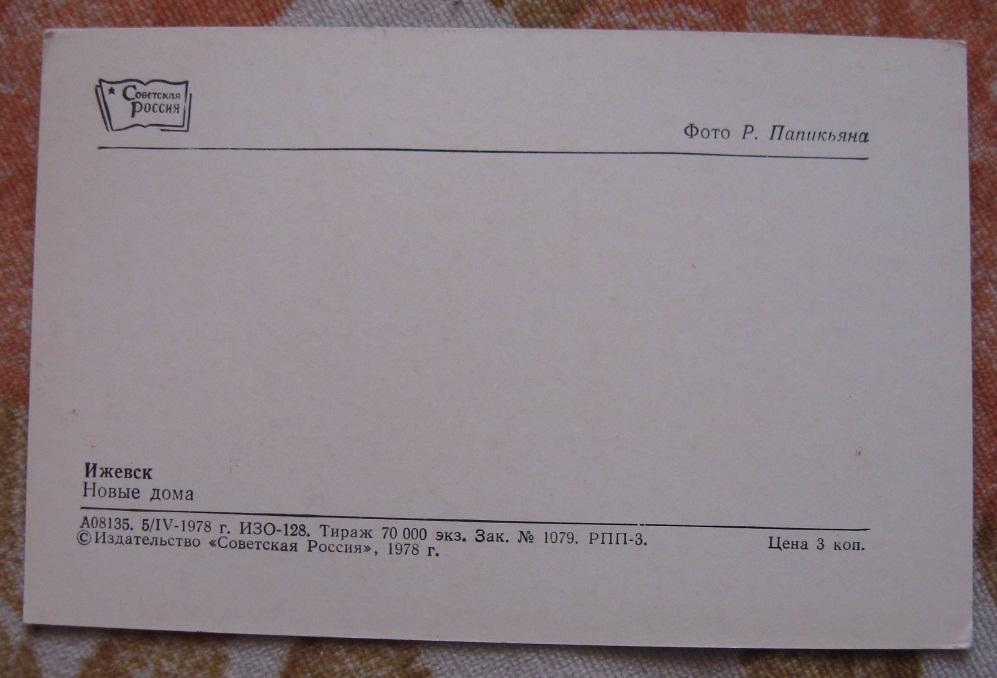 Советская
Россия
Фото Р. Папикьяна
Ижевск
Новые дома
А08135. 5/IV-1978 г. ИЗО-128. Тираж 70 000 экз. Зак. № 1079. РПП-3.
©Издательство «Советская Россия», 1978 г.
Цена 3 коп.